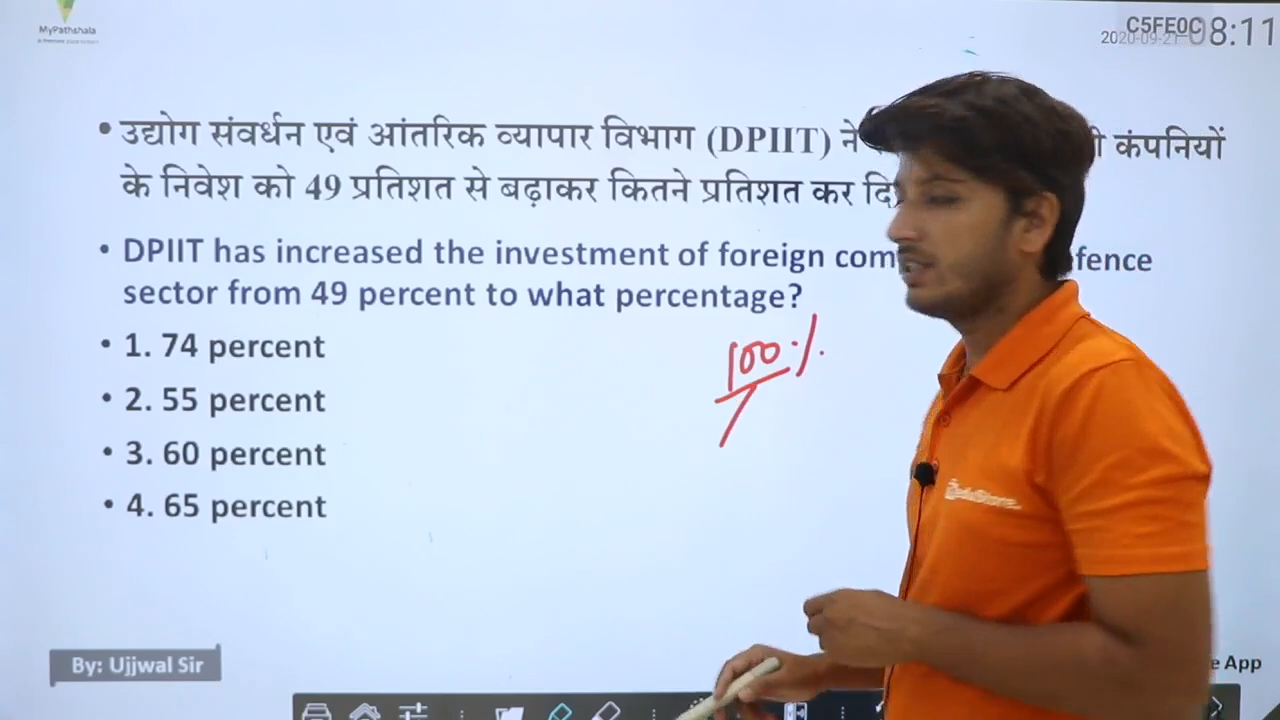 MyPathshala
C5FE0C
2020-09-21 08:11
• उद्योग संवर्धन एवं आंतरिक व्यापार विभाग (DPIIT) ने कंपनियों
के निवेश को 49 प्रतिशत से बढ़ाकर कितने प्रतिशत कर
• DPIIT has increased the investment of foreign
sector from 49 percent to what percentage?
100%
• 1. 74 percent
• 2. 55 percent
• 3. 60 percent
• 4. 65 percent
By: Ujjwal Sir
App